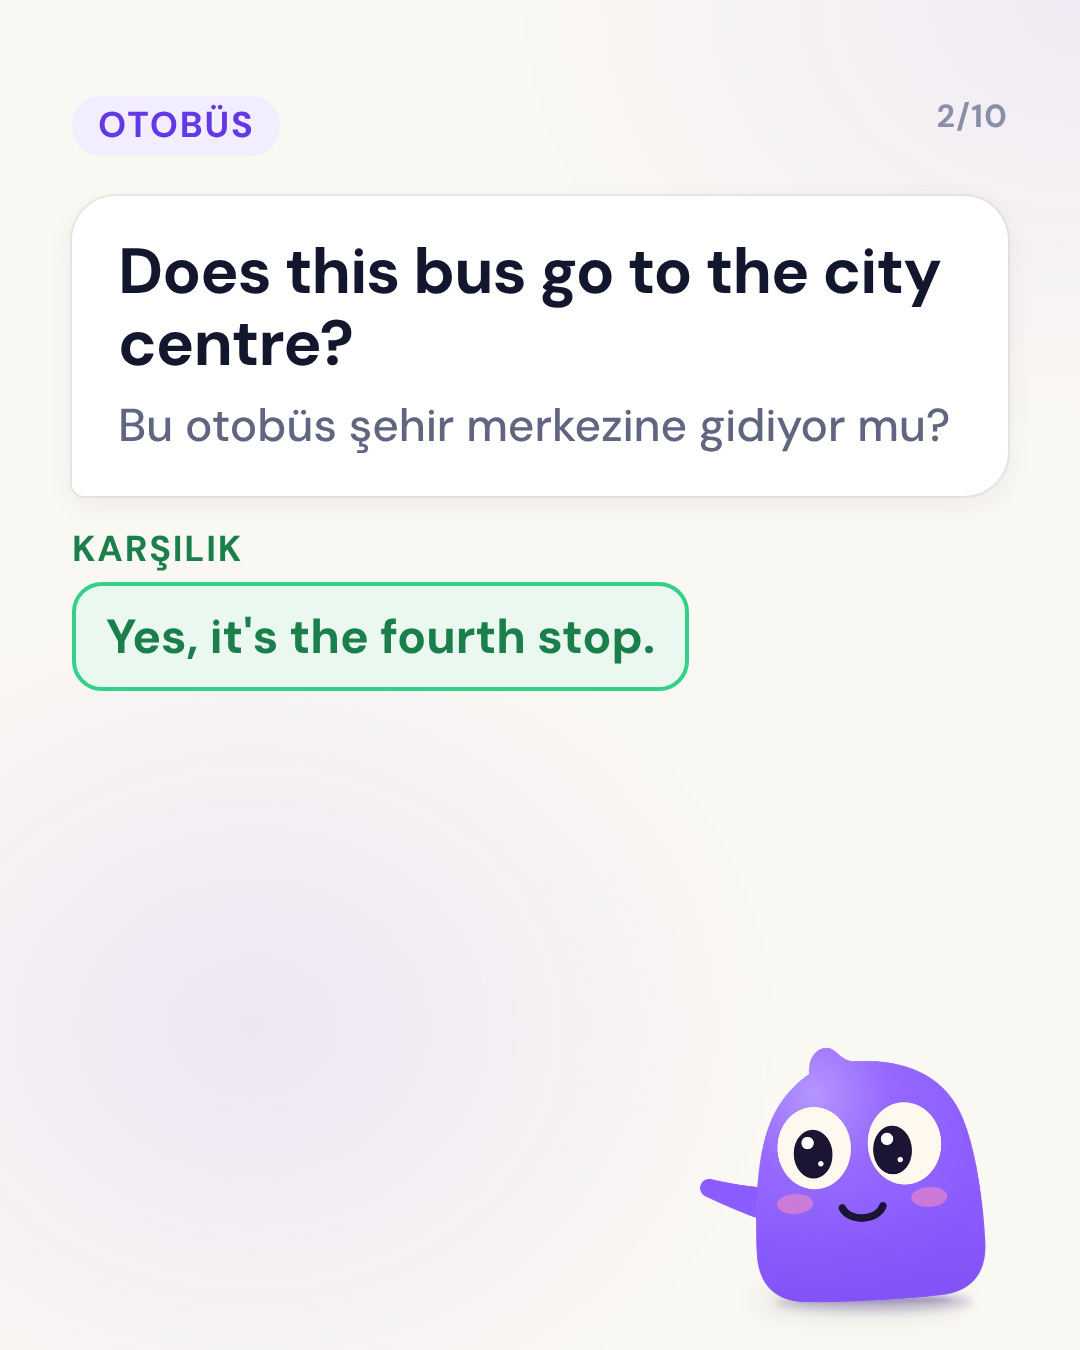 OTOBÜS
2/10
Does this bus go to the city
centre?
Bu otobüs şehir merkezine gidiyor mu?
KARŞILIK
Yes, it's the fourth stop.